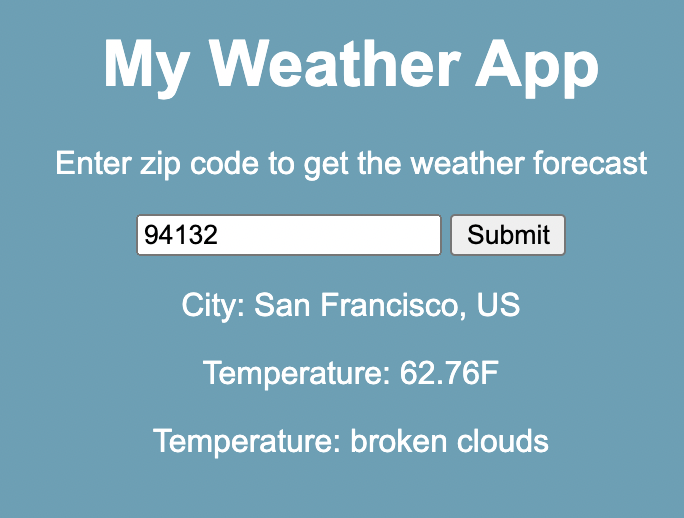 My Weather App
Enter zip code to get the weather forecast
94132 Submit
City: San Francisco, US
Temperature: 62.76F
Temperature: broken clouds